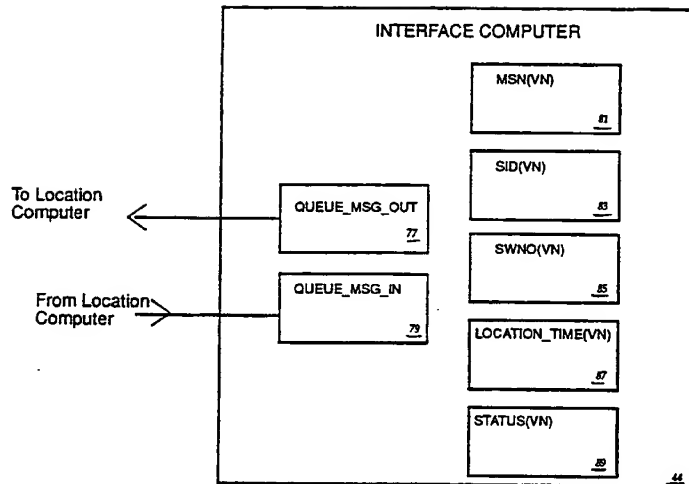 INTERFACE COMPUTER
MSN(VN)
81
SID(VN)
83
To Location
Computer
QUEUE_MSG_OUT
77
SWNO(VN)
85
From Location
Computer
QUEUE_MSG_IN
79
LOCATION_TIME(VN)
87
STATUS(VN)
89
44